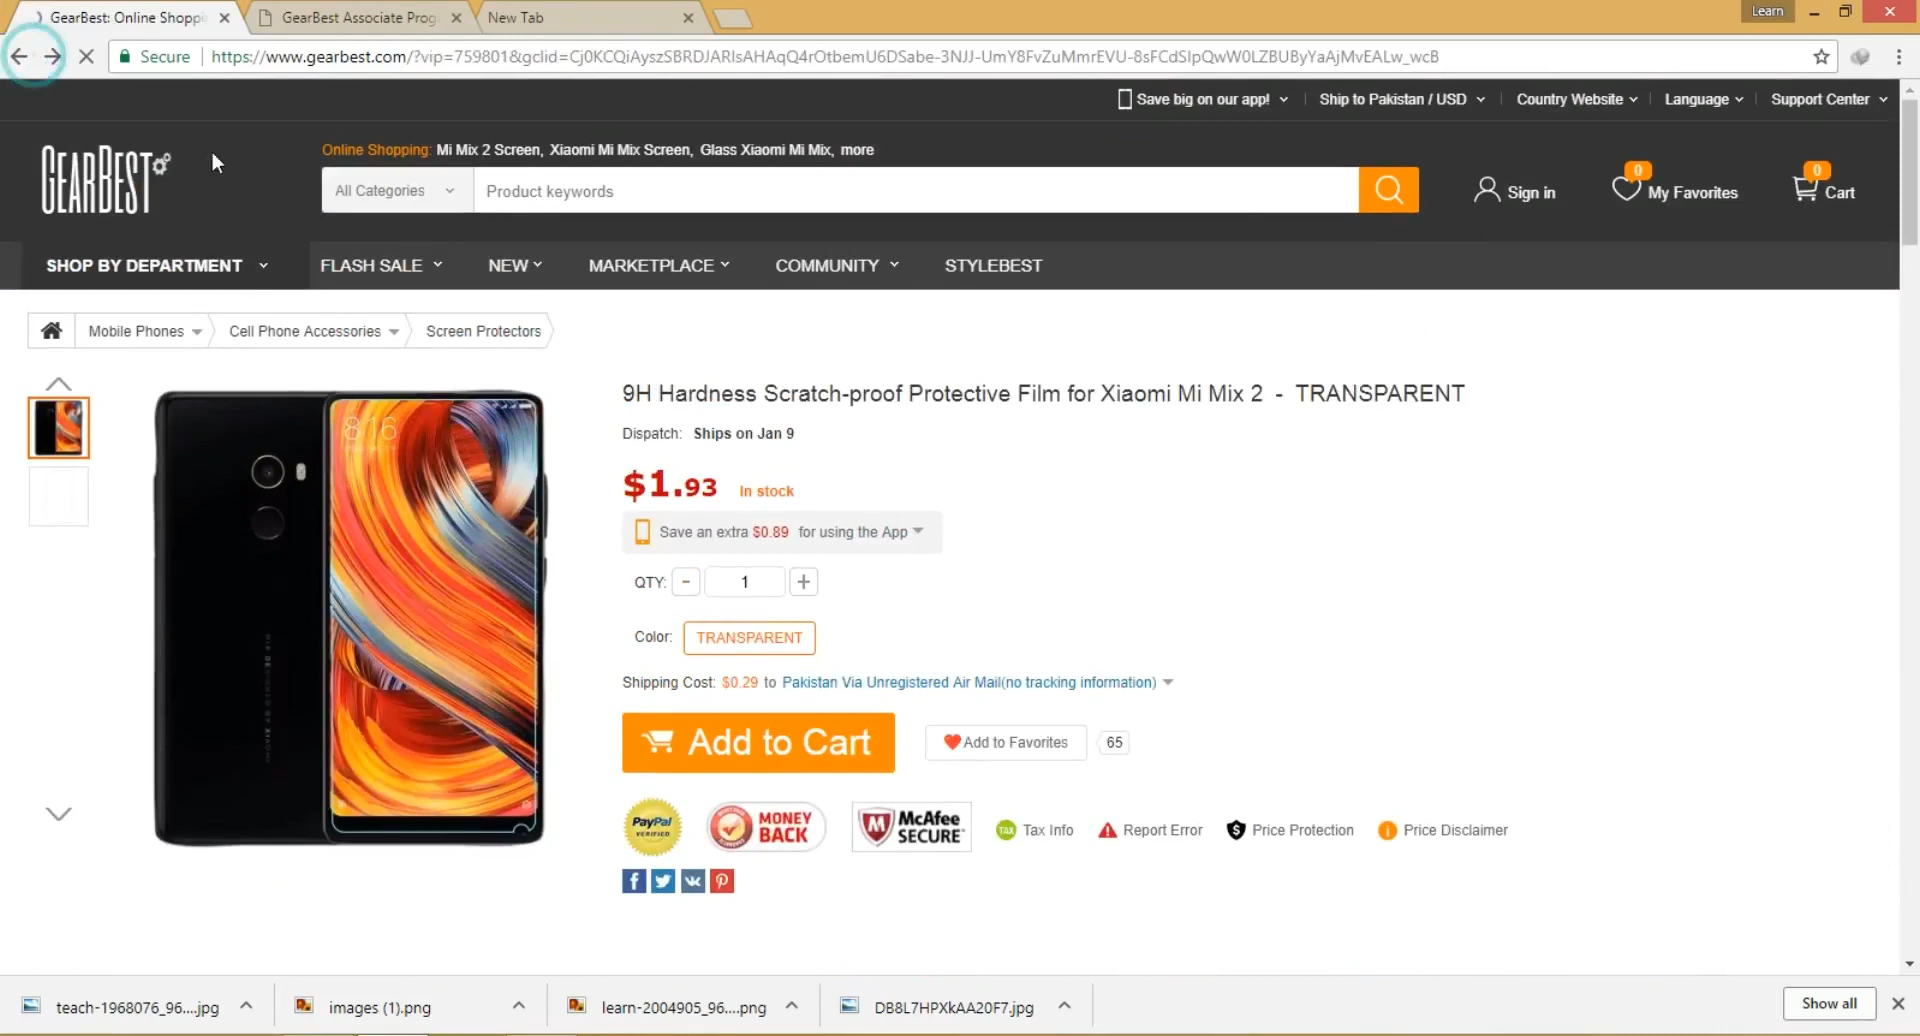 GearBest: Online Shoppi
GearBest Associate Prog
New Tab
Learn
Secure
https://www.gearbest.com/?vip=759801&gclid=Cj0KCQiAyszSBRDJARIsAHAqQ4rOtbemU6DSabe-3NJJ-UmY8FvZuMmrEVU-8sFCdSIpQwW0LZBUByYaAjMvEALw_wcB
Save big on our app!
Ship to Pakistan / USD
Country Website
Language
Support Center
GEARBEST
Online Shopping: Mi Mix 2 Screen, Xiaomi Mi Mix Screen, Glass Xiaomi Mi Mix, more
All Categories
Product keywords
Sign in
0
My Favorites
0
Cart
SHOP BY DEPARTMENT
FLASH SALE
NEW
MARKETPLACE
COMMUNITY
STYLEBEST
Mobile Phones
Cell Phone Accessories
Screen Protectors
9H Hardness Scratch-proof Protective Film for Xiaomi Mi Mix 2 - TRANSPARENT
Dispatch: Ships on Jan 9
$1.93 In stock
Save an extra $0.89 for using the App
QTY: - 1 +
Color: TRANSPARENT
Shipping Cost: $0.29 to Pakistan Via Unregistered Air Mail(no tracking information)
Add to Cart
Add to Favorites
65
8:16
PayPal
VERIFIED
MONEY
BACK
McAfee
SECURE
TAX
Tax Info
Report Error
Price Protection
Price Disclaimer
teach-1968076_96....jpg
images (1).png
learn-2004905_96....png
DB8L7HPXkAA20F7.jpg
Show all